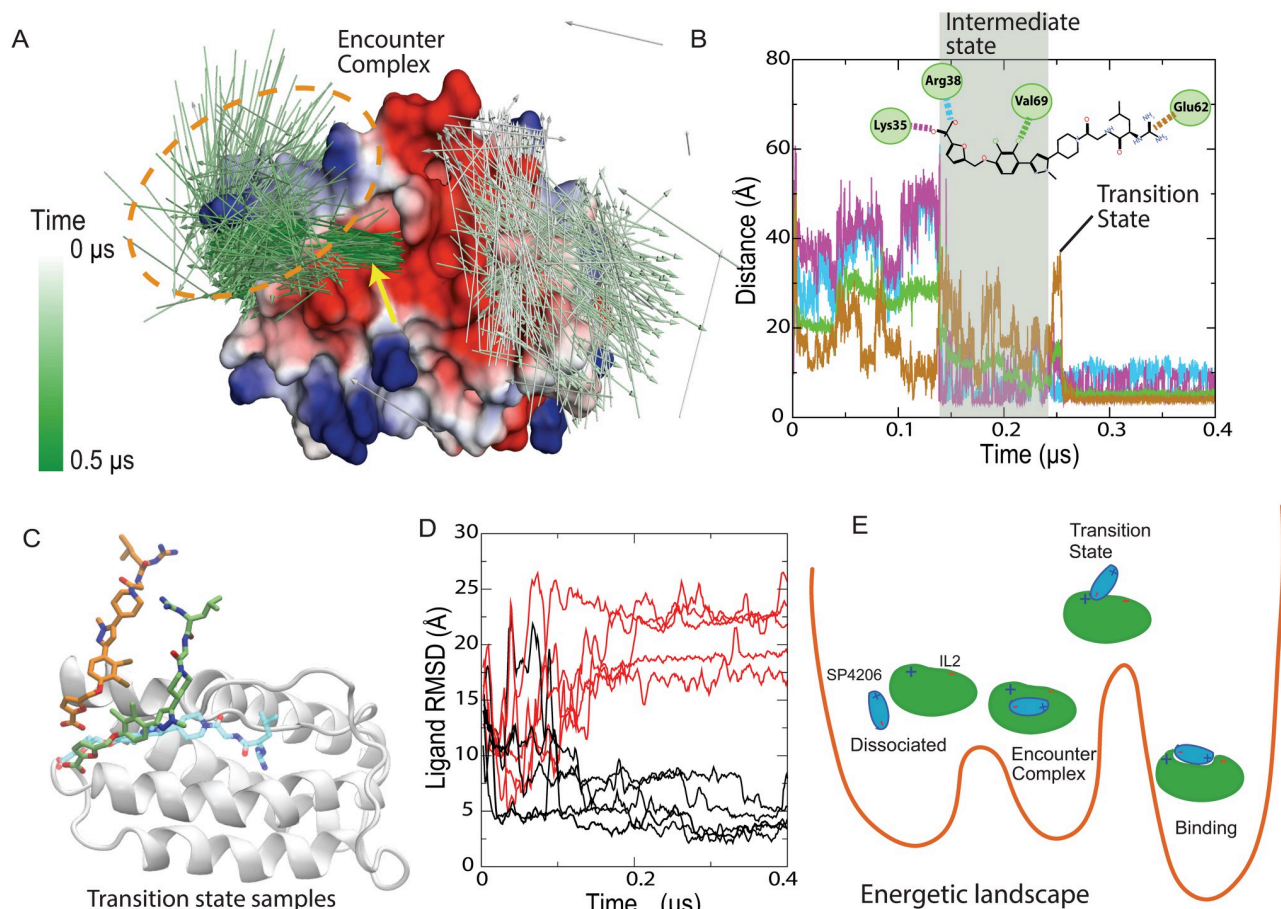 A
Encounter
Complex
Time
0 µs
0.5 µs
B
Intermediate
state
Arg38
Lys35
Val69
Glu62
Transition
State
80
60
40
20
0
Distance (Å)
0 0.1 0.2 0.3 0.4
Time (µs)
C
Transition state samples
D
30
25
20
15
10
5
0
Ligand RMSD (Å)
0 0.2 0.4
Time (µs)
E
Transition
State
SP4206
IL2
Dissociated
Encounter
Complex
Binding
Energetic landscape